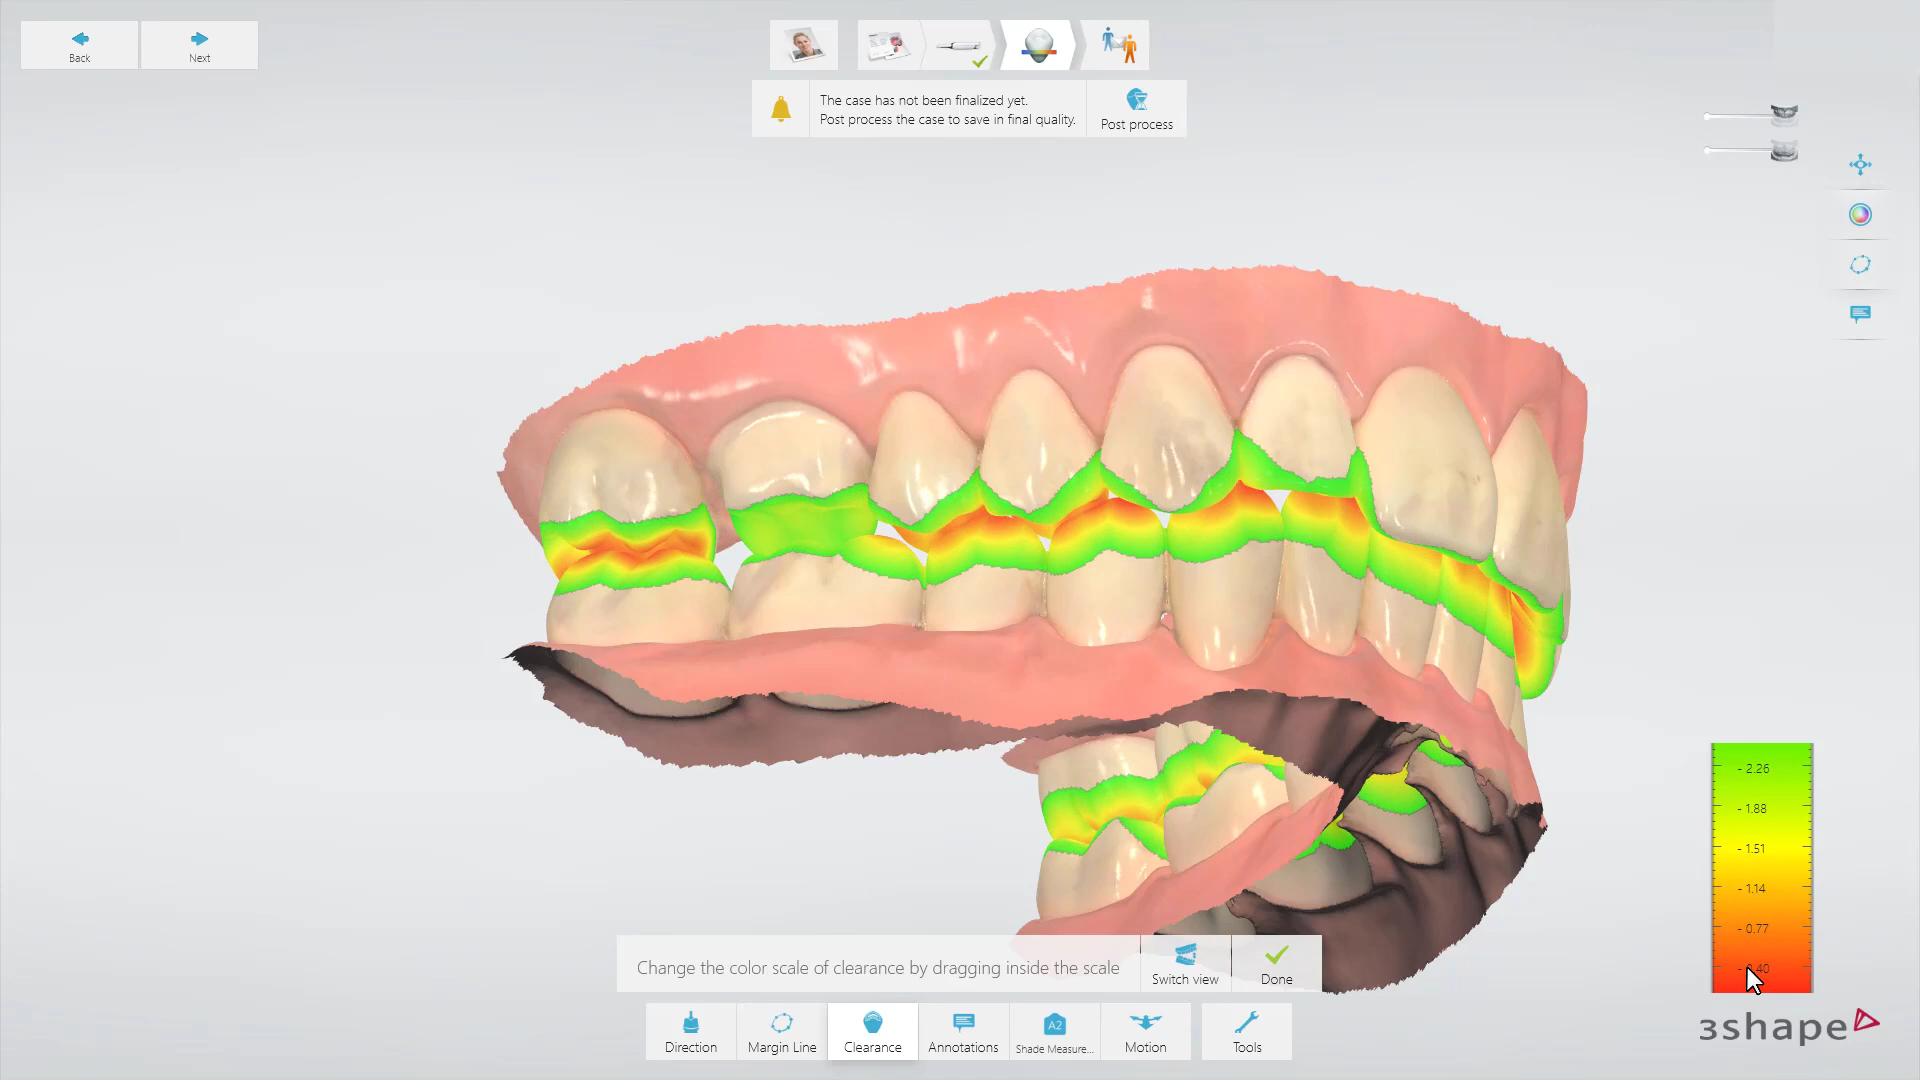 Back
Next
The case has not been finalized yet.
Post process the case to save in final quality.
Post process
- 2.26
- 1.88
- 1.51
- 1.14
- 0.77
Change the color scale of clearance by dragging inside the scale
Switch view
Done
Direction
Margin Line
Clearance
Annotations
A2
Shade Measure...
Motion
Tools
3shape